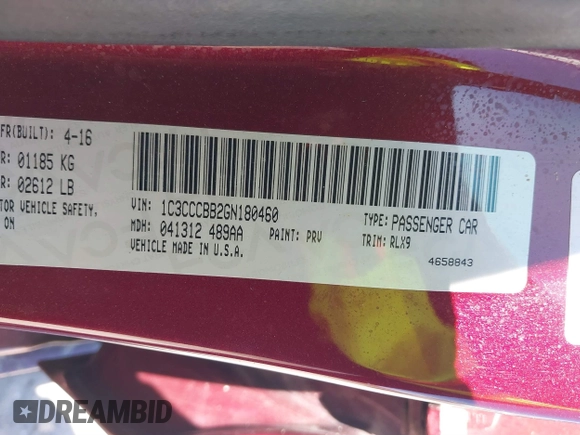 FR(BUILT): 4-16
R: 01185 KG
R: 02612 LB
TOR VEHICLE SAFETY,
ON
VIN: 1C3CCCBB2GN180460
MDH: 041312 489AA PAINT: PRV
VEHICLE MADE IN U.S.A.
TYPE: PASSENGER CAR
TRIM: RLX9
4658843
DREAMBID